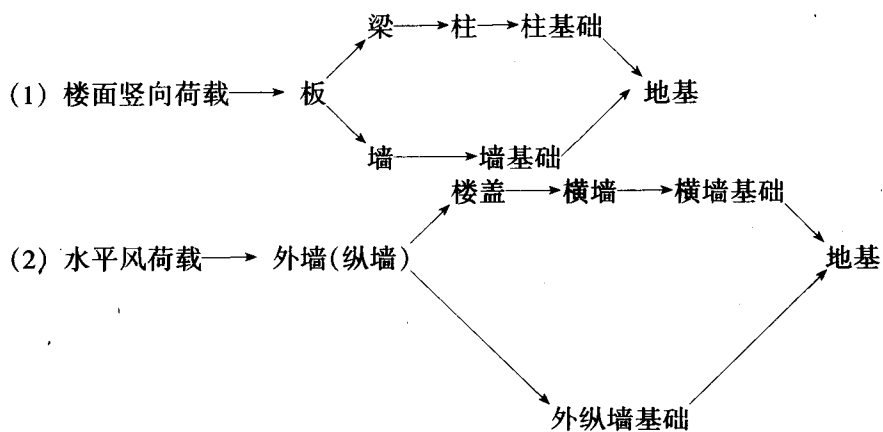 梁→柱→柱基础
(1) 楼面竖向荷载→板
地基
墙→墙基础
楼盖→横墙→横墙基础
(2) 水平风荷载→外墙(纵墙)
地基
外纵墙基础